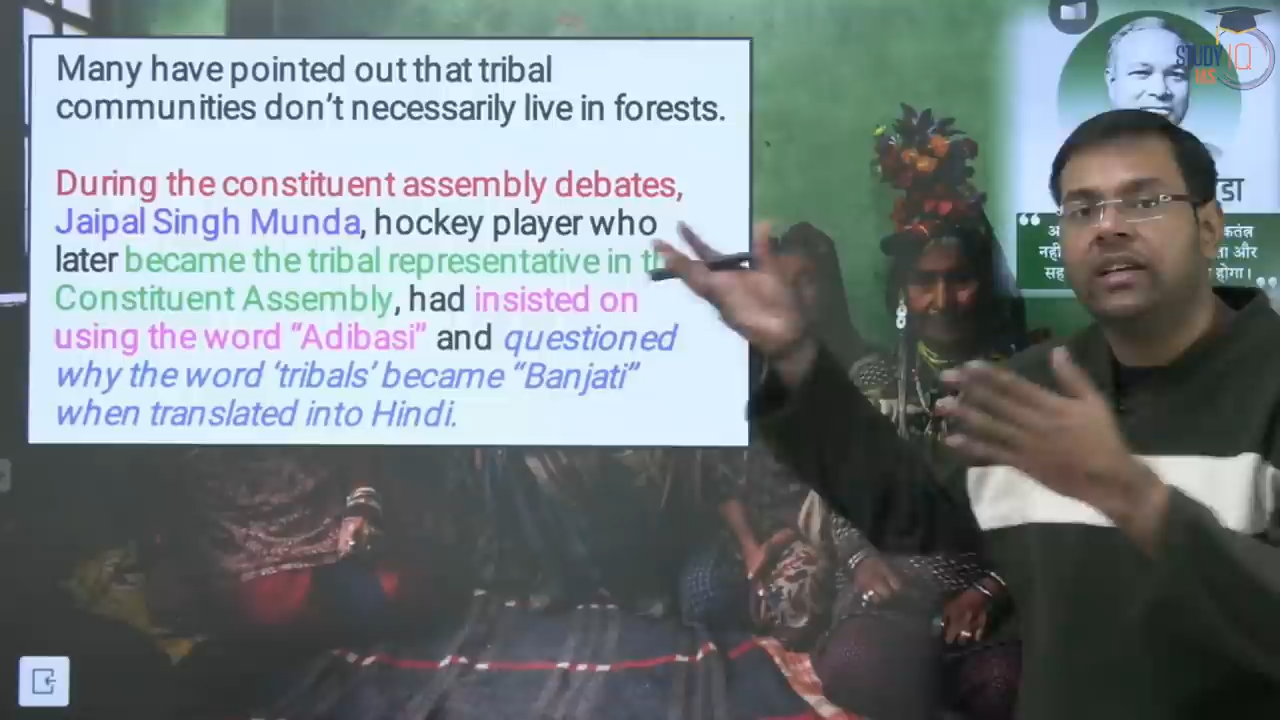 Many have pointed out that tribal
communities don't necessarily live in forests.
During the constituent assembly debates,
Jaipal Singh Munda, hockey player who
later became the tribal representative in
Constituent Assembly, had insisted on
using the word “Adibasi” and questioned
why the word ‘tribals’ became “Banjati”
when translated into Hindi.
STUDY IQ
IAS
“
नहीं
और
होगा।
”